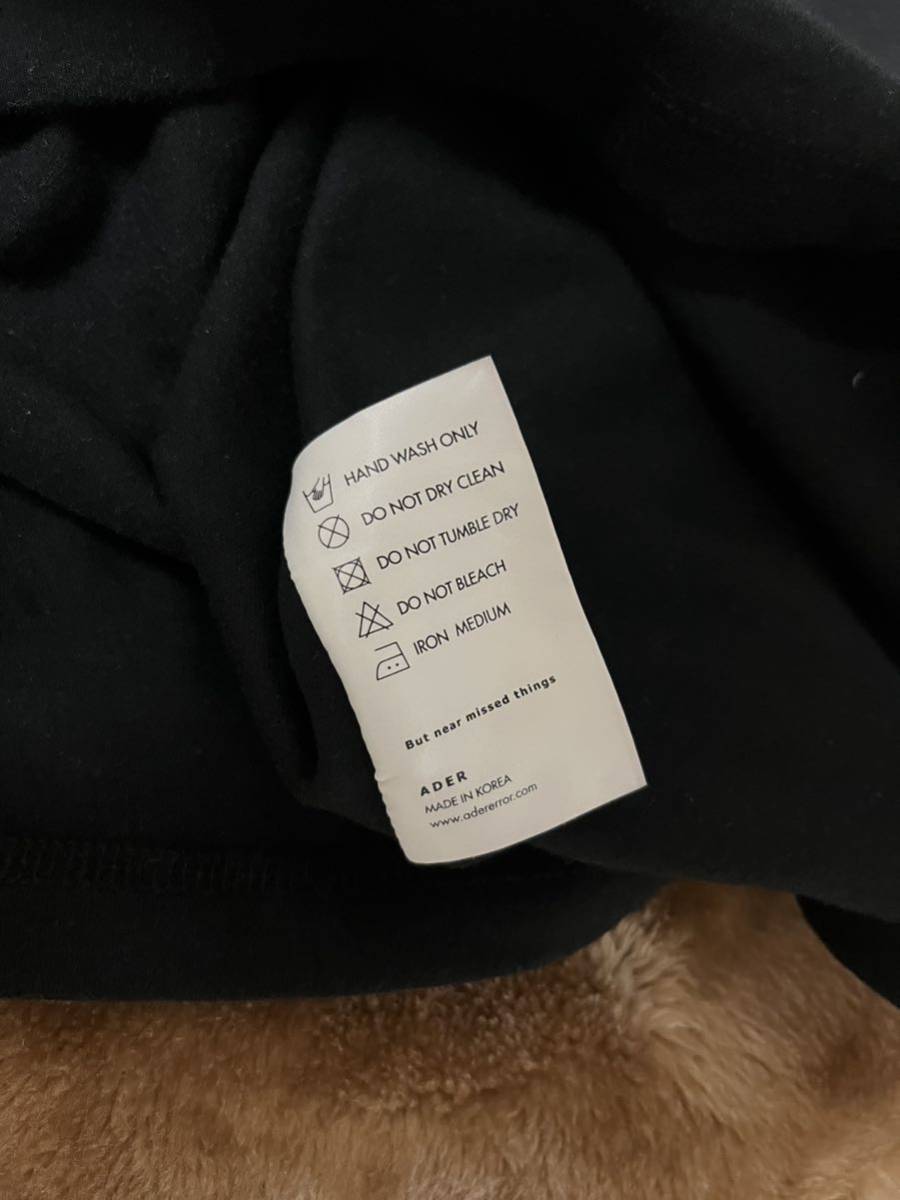 HAND WASH ONLY
DO NOT DRY CLEAN
DO NOT TUMBLE DRY
DO NOT BLEACH
IRON MEDIUM
But near missed things
ADER
MADE IN KOREA
www.adererror.com